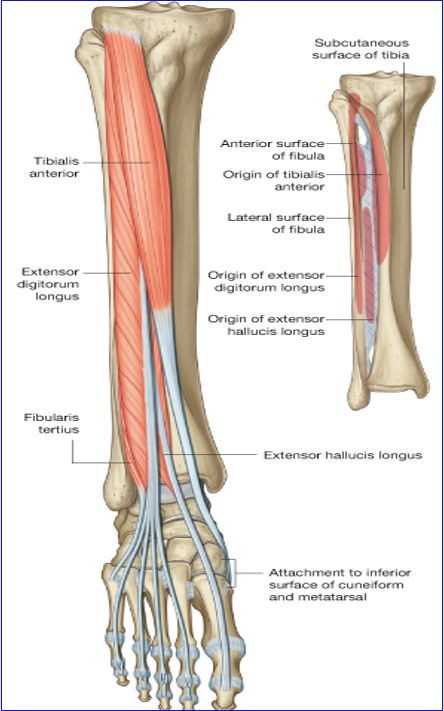 Subcutaneous
surface of tibia
Anterior surface
of fibula
Tibialis
anterior
Origin of tibialis
anterior
Lateral surface
of fibula
Extensor
digitorum
longus
Origin of extensor
digitorum longus
Origin of extensor
hallucis longus
Fibularis
tertius
Extensor hallucis longus
Attachment to inferior
surface of cuneiform
and metatarsal